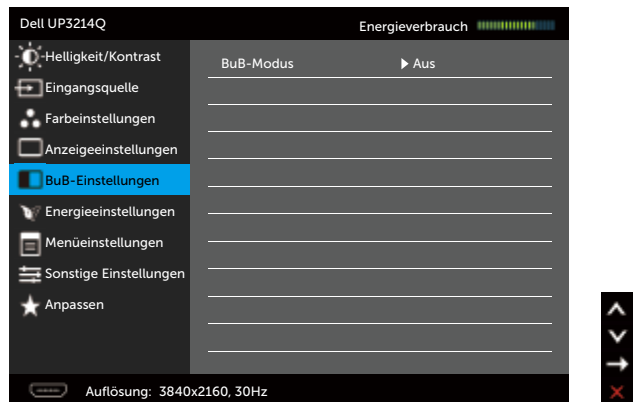 Dell UP3214Q
Energieverbrauch
Helligkeit/Kontrast
BuB-Modus
Aus
Eingangsquelle
Farbeinstellungen
Anzeigeeinstellungen
BuB-Einstellungen
Energieeinstellungen
Menüeinstellungen
Sonstige Einstellungen
Anpassen
Auflösung: 3840x2160, 30Hz